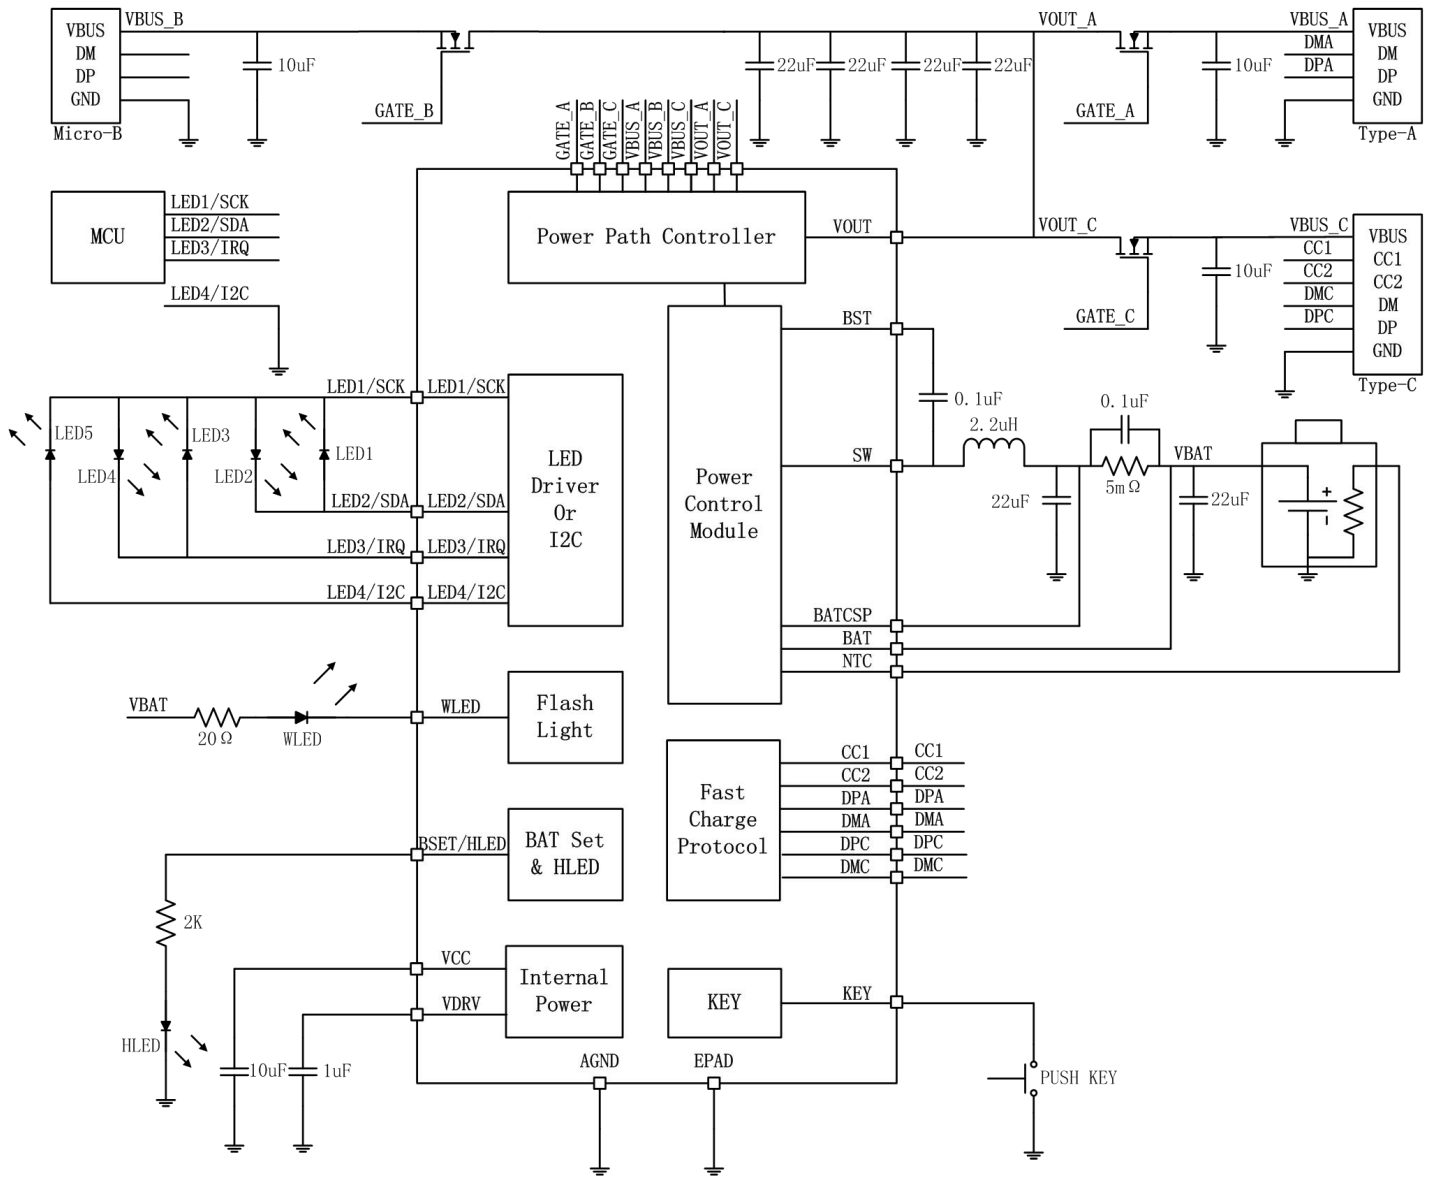 VBUS_B
VBUS
DM
DP
GND
Micro-B
10uF
GATE_B
22uF
22uF
22uF
22uF
VOUT_A
GATE_A
10uF
VBUS_A
DMA
DPA
VBUS
DM
DP
GND
Type-A
GATE_A
GATE_B
GATE_C
VBUS_A
VBUS_B
VBUS_C
VOUT_A
VOUT_C
MCU
LED1/SCK
LED2/SDA
LED3/IRQ
LED4/I2C
Power Path Controller
VOUT
VOUT_C
GATE_C
10uF
VBUS_C
CC1
CC2
DMC
DPC
VBUS
CC1
CC2
DM
DP
GND
Type-C
BST
0.1uF
2.2uH
SW
0.1uF
5mΩ
VBAT
22uF
22uF
+
-
Power
Control
Module
BATCSP
BAT
NTC
LED1/SCK
LED1/SCK
LED5
LED4
LED3
LED2
LED1
LED2/SDA
LED2/SDA
LED3/IRQ
LED3/IRQ
LED4/I2C
LED4/I2C
LED
Driver
Or
I2C
VBAT
20Ω
WLED
WLED
Flash
Light
Fast
Charge
Protocol
CC1
CC1
CC2
CC2
DPA
DPA
DMA
DMA
DPC
DPC
DMC
DMC
BSET/HLED
BAT Set
& HLED
2K
HLED
VCC
VDRV
10uF
1uF
Internal
Power
KEY
KEY
PUSH KEY
AGND
EPAD